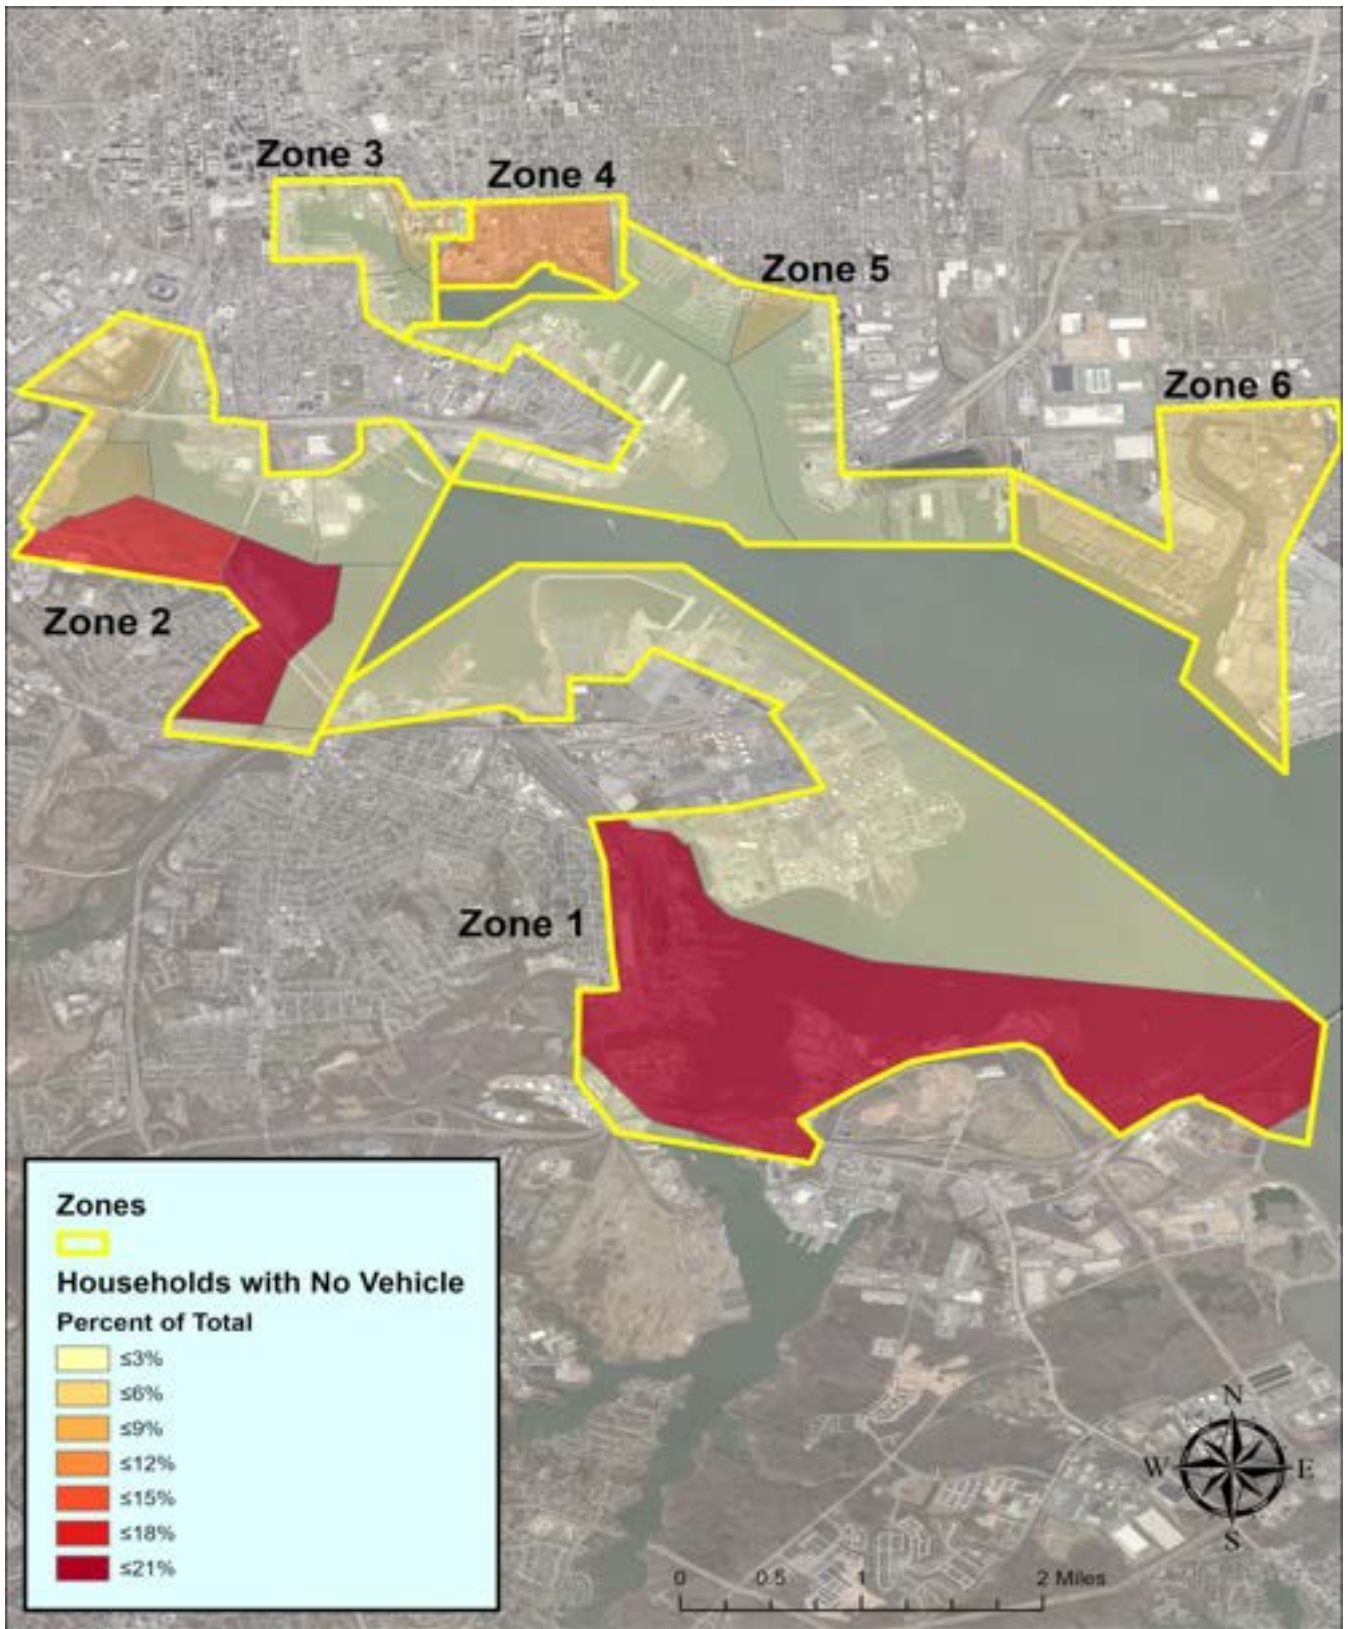 Zone 3
Zone 4
Zone 5
Zone 6
Zone 2
Zone 1
Zones
Households with No Vehicle
Percent of Total
≤3%
≤6%
≤9%
≤12%
≤15%
≤18%
≤21%
N
W E
S
0 0.5 1 2 Miles